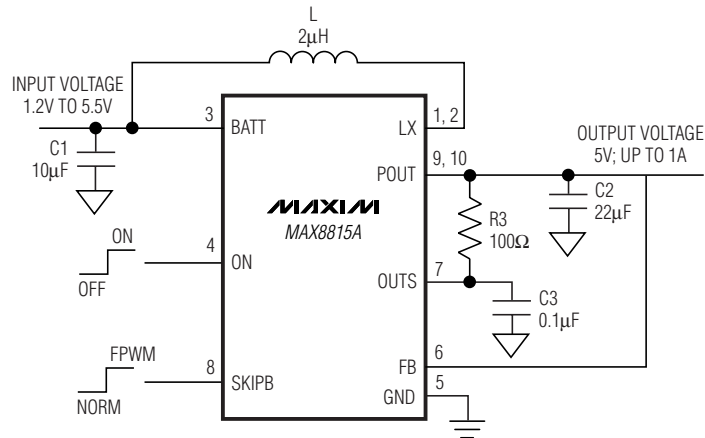 L
2μH
INPUT VOLTAGE
1.2V TO 5.5V
3
BATT
1, 2
LX
OUTPUT VOLTAGE
5V; UP TO 1A
C1
10μF
9, 10
POUT
C2
22μF
MAXIM
MAX8815A
R3
100Ω
ON
OFF
4
ON
7
OUTS
C3
0.1μF
FPWM
NORM
8
SKIPB
6
FB
5
GND